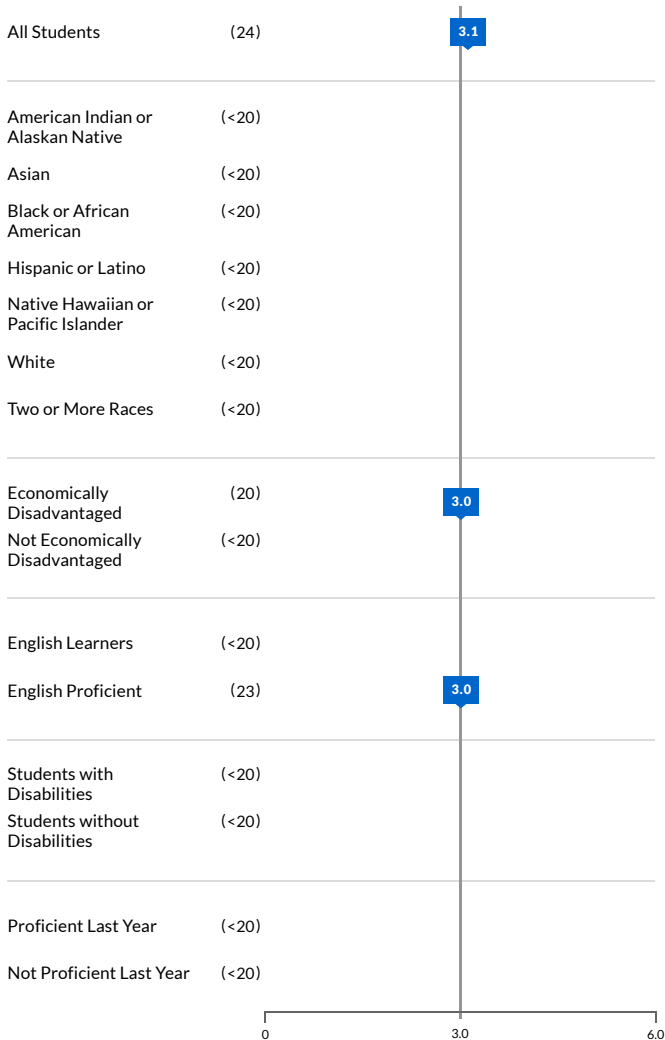 All Students (24) 3.1
American Indian or (<20)
Alaskan Native
Asian (<20)
Black or African (<20)
American
Hispanic or Latino (<20)
Native Hawaiian or (<20)
Pacific Islander
White (<20)
Two or More Races (<20)
Economically (20) 3.0
Disadvantaged
Not Economically (<20)
Disadvantaged
English Learners (<20)
English Proficient (23) 3.0
Students with (<20)
Disabilities
Students without (<20)
Disabilities
Proficient Last Year (<20)
Not Proficient Last Year (<20)
0 3.0 6.0